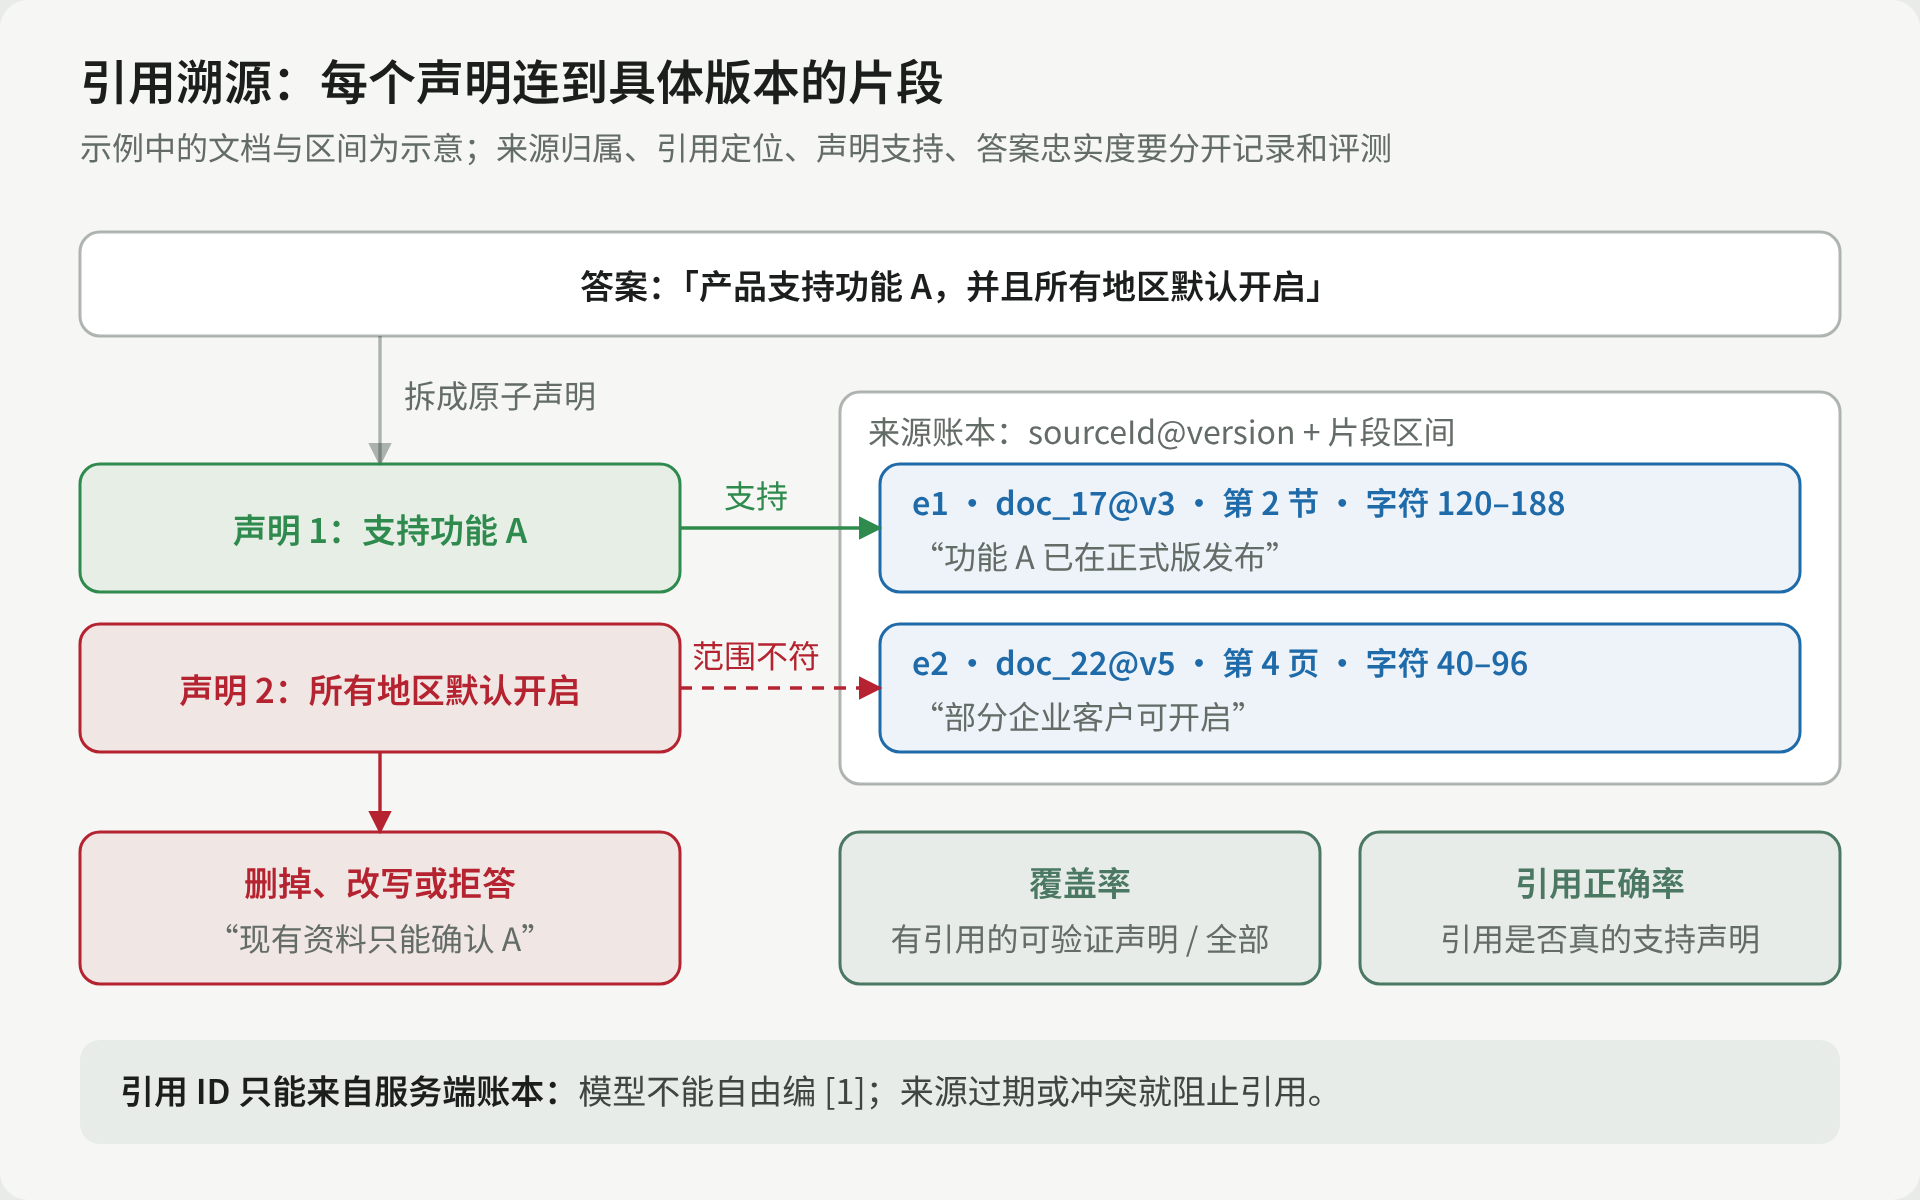 引用溯源：每个声明连到具体版本的片段
示例中的文档与区间为示意；来源归属、引用定位、声明支持、答案忠实度要分开记录和评测
答案：「产品支持功能 A，并且所有地区默认开启」
拆成原子声明
来源账本：sourceId@version + 片段区间
声明 1：支持功能 A
支持
e1 · doc_17@v3 · 第 2 节 · 字符 120–188
“功能 A 已在正式版发布”
声明 2：所有地区默认开启
范围不符
e2 · doc_22@v5 · 第 4 页 · 字符 40–96
“部分企业客户可开启”
删掉、改写或拒答
“现有资料只能确认 A”
覆盖率
有引用的可验证声明 / 全部
引用正确率
引用是否真的支持声明
引用 ID 只能来自服务端账本：模型不能自由编 [1]；来源过期或冲突就阻止引用。